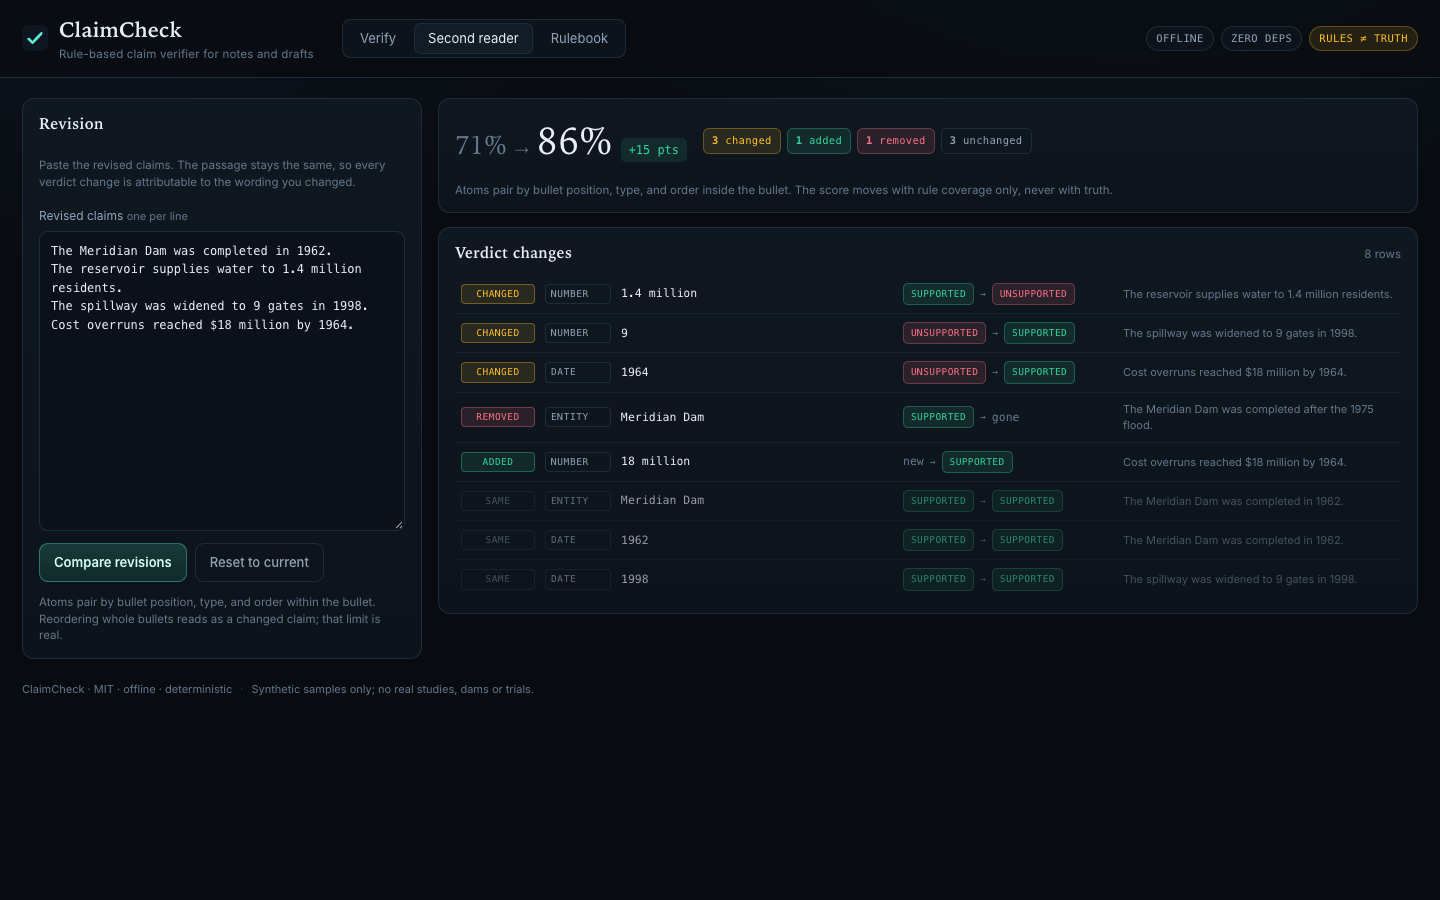 ClaimCheck
Rule-based claim verifier for notes and drafts
Verify
Second reader
Rulebook
OFFLINE
ZERO DEPS
RULES ≠ TRUTH
Revision
Paste the revised claims. The passage stays the same, so every
verdict change is attributable to the wording you changed.
Revised claims one per line
The Meridian Dam was completed in 1962.
The reservoir supplies water to 1.4 million
residents.
The spillway was widened to 9 gates in 1998.
Cost overruns reached $18 million by 1964.
Compare revisions
Reset to current
Atoms pair by bullet position, type, and order within the bullet.
Reordering whole bullets reads as a changed claim; that limit is
real.
71% → 86% +15 pts
3 changed
1 added
1 removed
3 unchanged
Atoms pair by bullet position, type, and order inside the bullet. The score moves with rule coverage only, never with truth.
Verdict changes
8 rows
CHANGED NUMBER 1.4 million SUPPORTED → UNSUPPORTED The reservoir supplies water to 1.4 million residents.
CHANGED NUMBER 9 UNSUPPORTED → SUPPORTED The spillway was widened to 9 gates in 1998.
CHANGED DATE 1964 UNSUPPORTED → SUPPORTED Cost overruns reached $18 million by 1964.
REMOVED ENTITY Meridian Dam SUPPORTED → gone The Meridian Dam was completed after the 1975
flood.
ADDED NUMBER 18 million new → SUPPORTED Cost overruns reached $18 million by 1964.
SAME ENTITY Meridian Dam SUPPORTED → SUPPORTED The Meridian Dam was completed in 1962.
SAME DATE 1962 SUPPORTED → SUPPORTED The Meridian Dam was completed in 1962.
SAME DATE 1998 SUPPORTED → SUPPORTED The spillway was widened to 9 gates in 1998.
ClaimCheck · MIT · offline · deterministic · Synthetic samples only; no real studies, dams or trials.